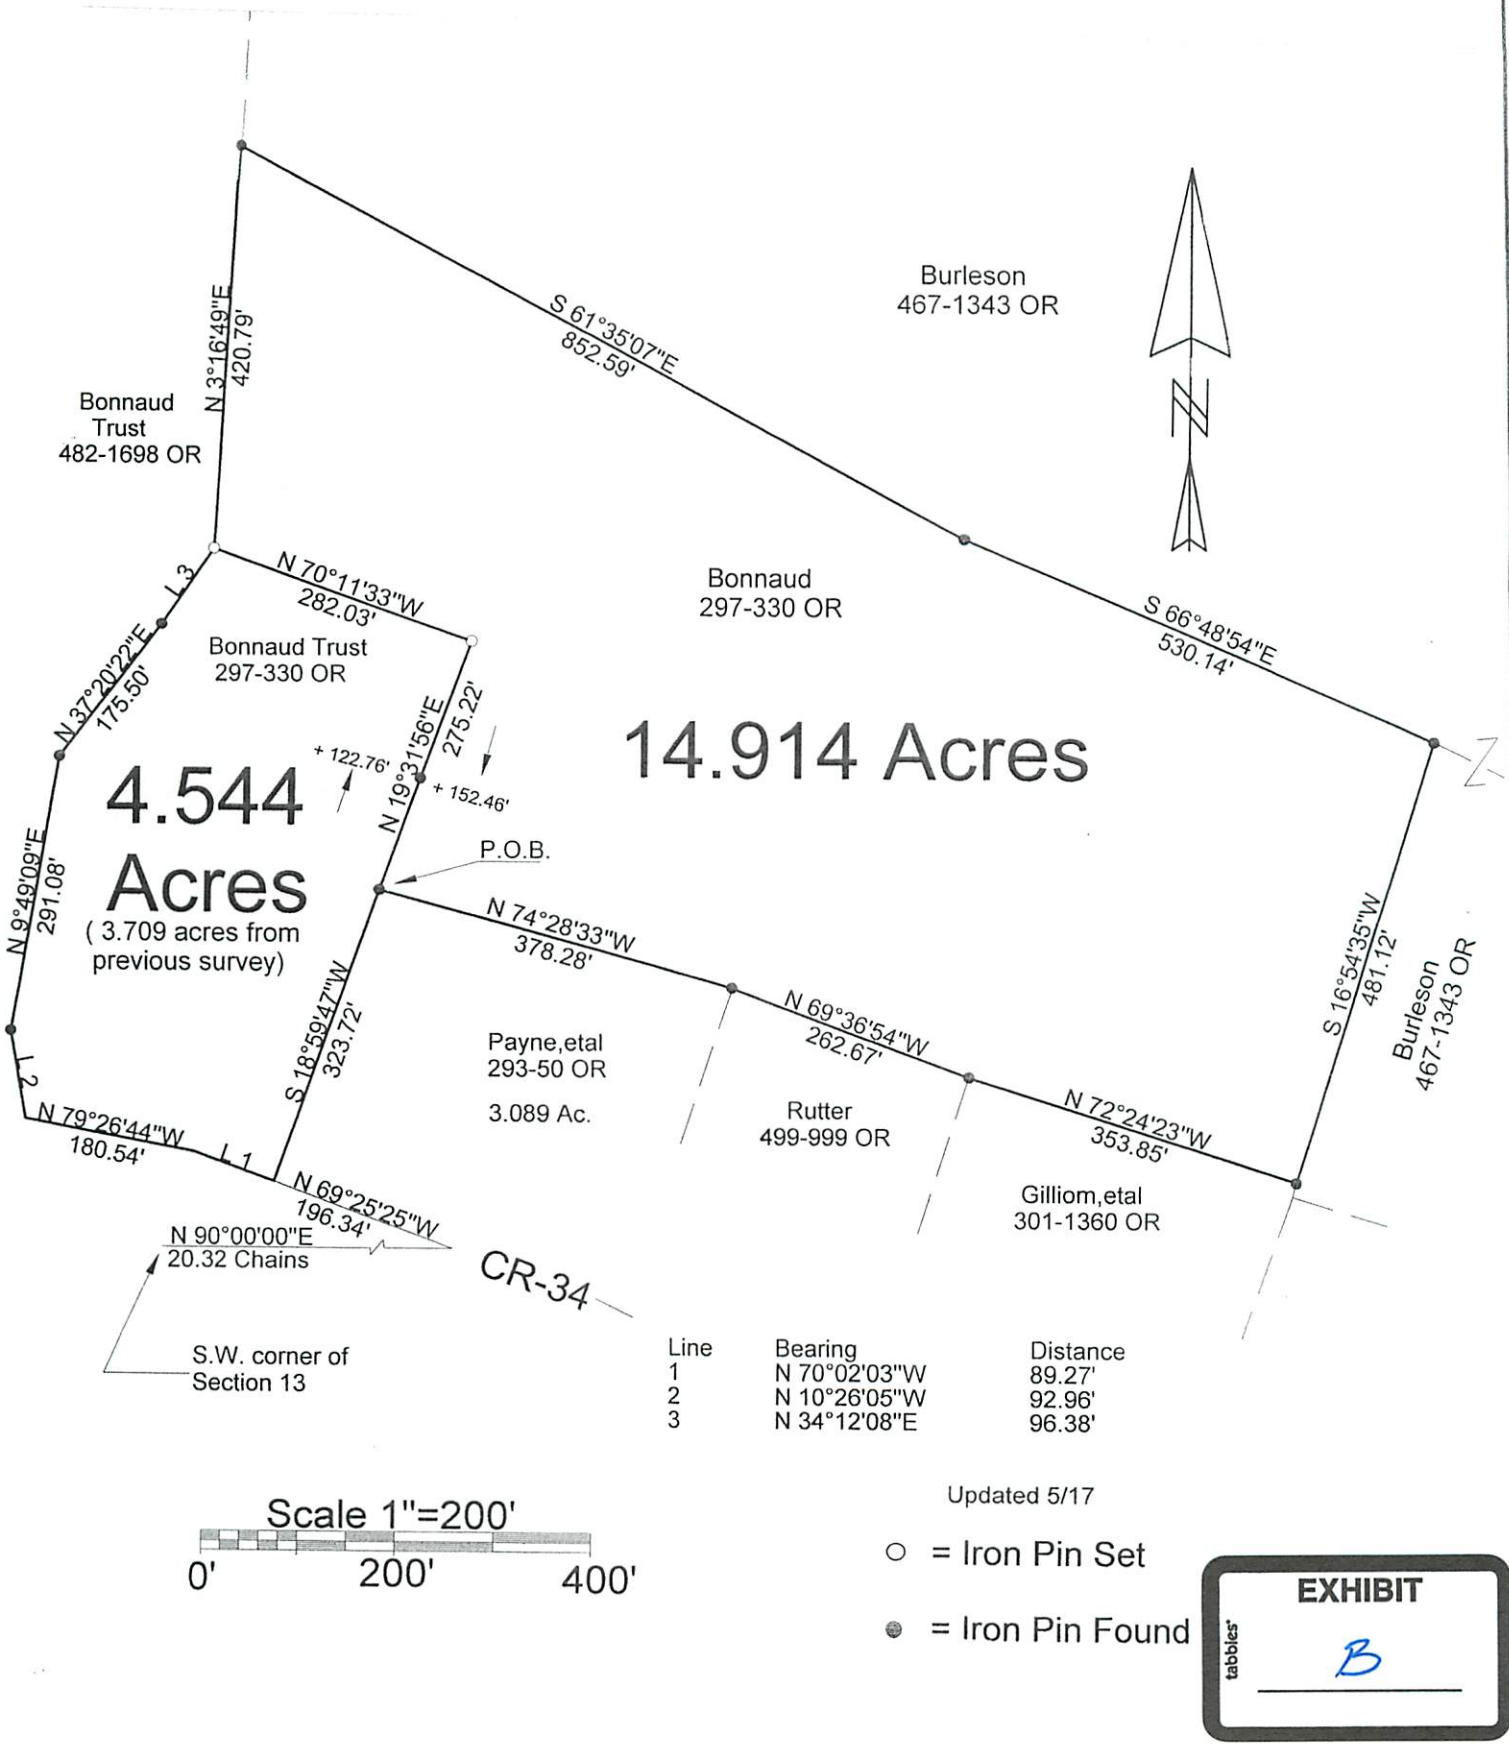 Burleson
467-1343 OR
S 61°35'07"E
852.59'
N 3°16'49"E
420.79'
N
Bonnaud
Trust
482-1698 OR
Bonnaud
297-330 OR
S 66°48'54"E
530.14'
L 3
N 70°11'33"W
282.03'
Bonnaud Trust
297-330 OR
N 37°20'22"E
175.50'
N 19°31'56"E
275.22'
+ 122.76'
+ 152.46'
14.914 Acres
Z
4.544
Acres
( 3.709 acres from
previous survey)
P.O.B.
N 9°49'09"E
291.08'
N 74°28'33"W
378.28'
S 16°54'35"W
481.12'
Burleson
467-1343 OR
S 18°59'47"W
323.72'
N 69°36'54"W
262.67'
Payne,etal
293-50 OR
3.089 Ac.
L 2
N 79°26'44"W
180.54'
L 1
Rutter
499-999 OR
N 72°24'23"W
353.85'
N 69°25'25"W
196.34'
Gilliom,etal
301-1360 OR
N 90°00'00"E
20.32 Chains
CR-34
S.W. corner of
Section 13
Line Bearing Distance
1 N 70°02'03"W 89.27'
2 N 10°26'05"W 92.96'
3 N 34°12'08"E 96.38'
Scale 1"=200'
0' 200' 400'
Updated 5/17
= Iron Pin Set
= Iron Pin Found
EXHIBIT
tabbies'
B